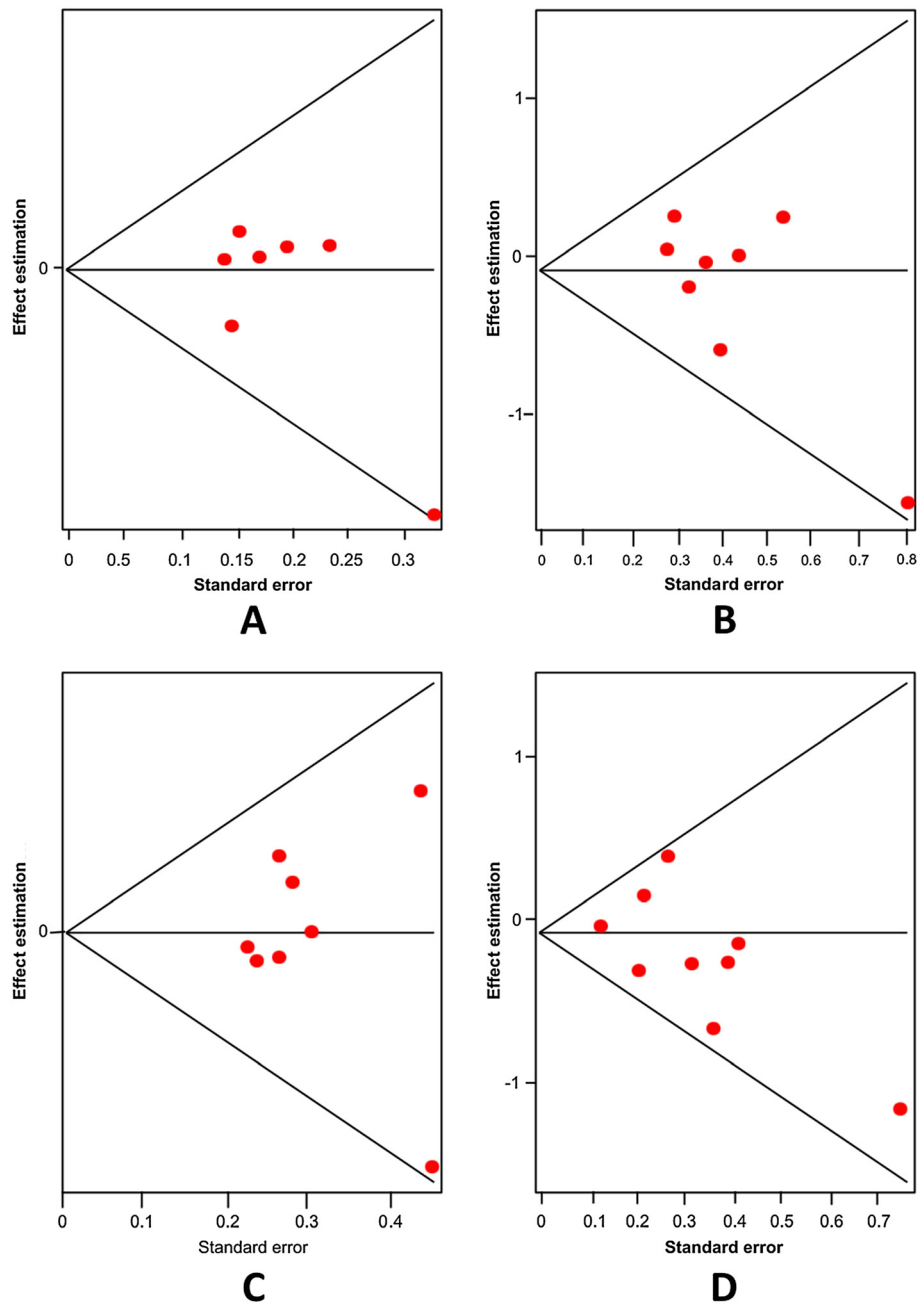 Effect estimation
0
0 0.5 0.1 0.15 0.2 0.25 0.3
Standard error
A
Effect estimation
1
0
-1
0 0.1 0.3 0.4 0.5 0.6 0.7 0.8
Standard error
B
Effect estimation
0
0 0.1 0.2 0.3 0.4
Standard error
C
Effect estimation
1
0
-1
0 0.1 0.2 0.3 0.4 0.5 0.6 0.7
Standard error
D